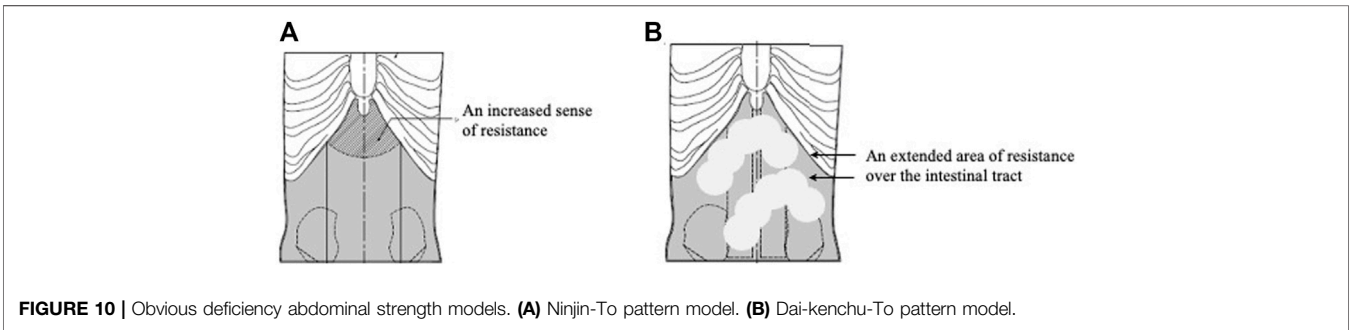 A
An increased sense
of resistance
B
An extended area of resistance
over the intestinal tract
FIGURE 10 | Obvious deficiency abdominal strength models. (A) Ninjin-To pattern model. (B) Dai-kenchu-To pattern model.